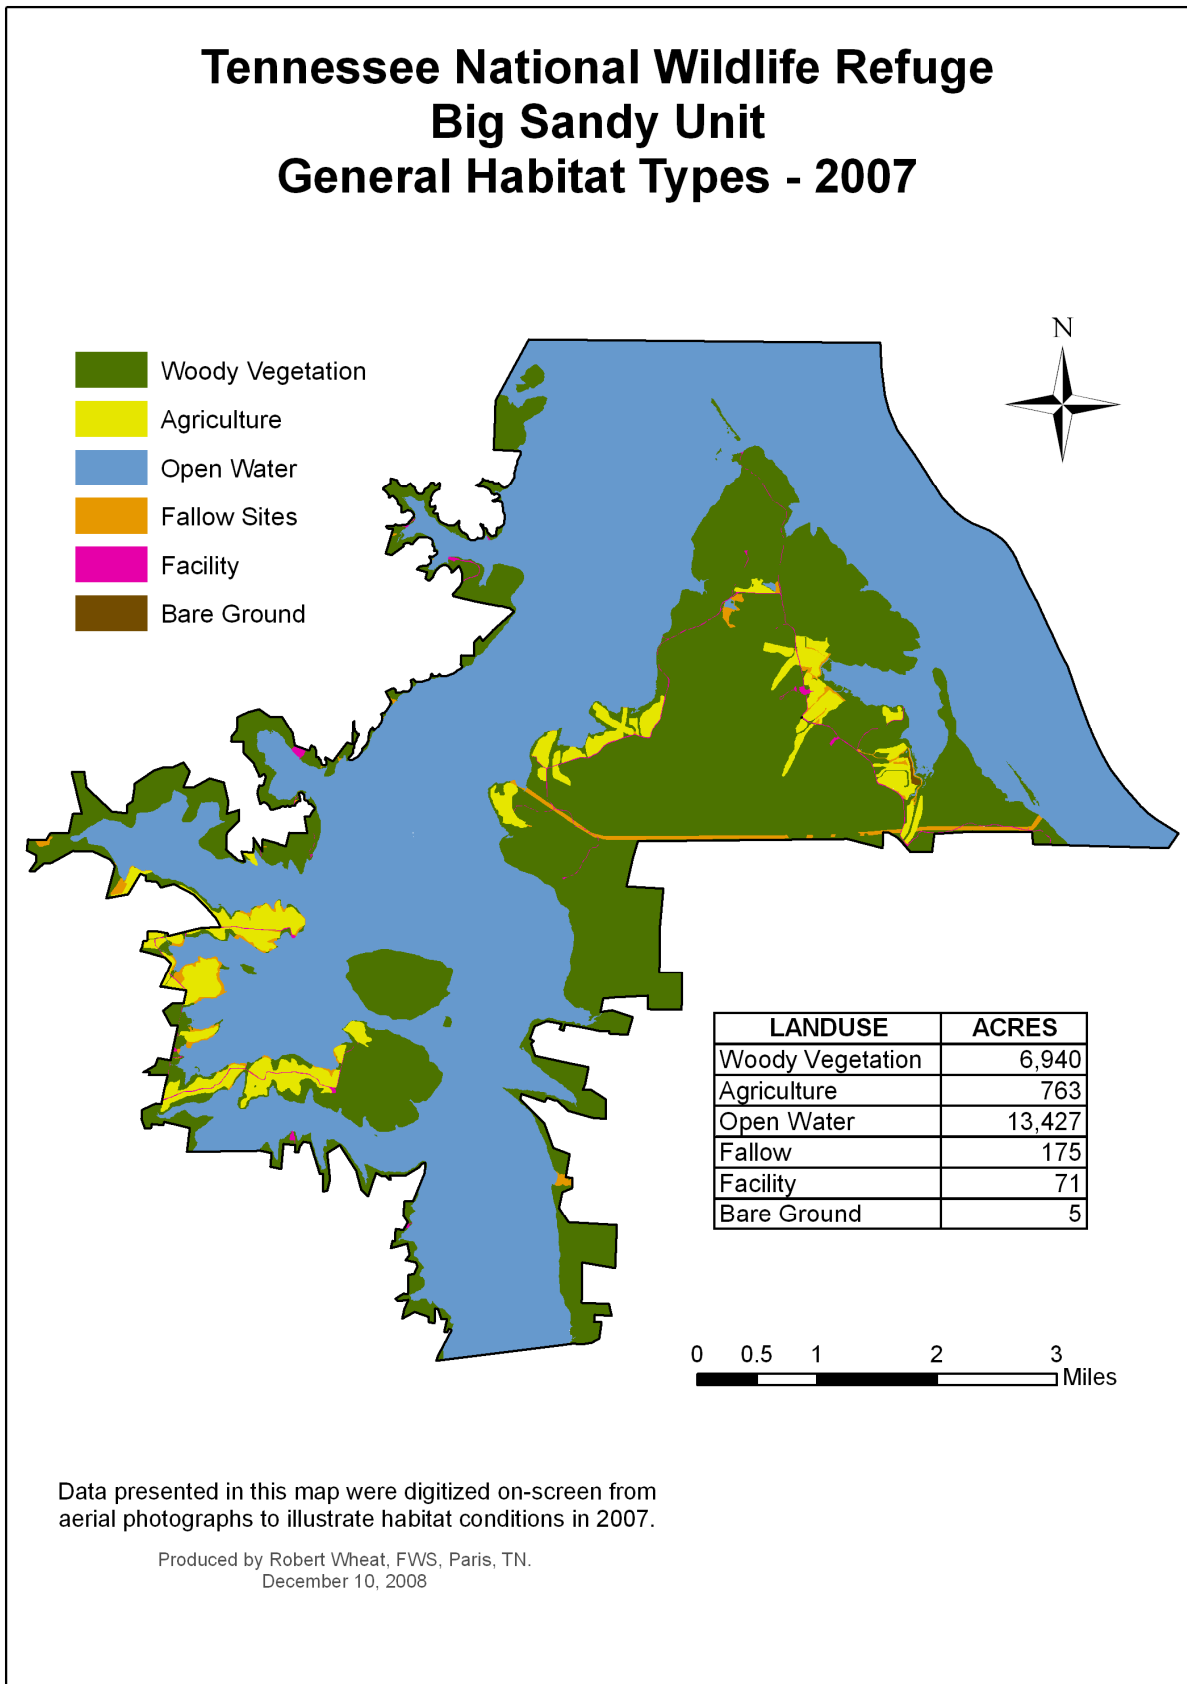 Tennessee National Wildlife Refuge
Big Sandy Unit
General Habitat Types - 2007
N
Woody Vegetation
Agriculture
Open Water
Fallow Sites
Facility
Bare Ground
LANDUSE ACRES
Woody Vegetation 6,940
Agriculture 763
Open Water 13,427
Fallow 175
Facility 71
Bare Ground 5
0 0.5 1 2 3
Miles
Data presented in this map were digitized on-screen from
aerial photographs to illustrate habitat conditions in 2007.
Produced by Robert Wheat, FWS, Paris, TN.
December 10, 2008